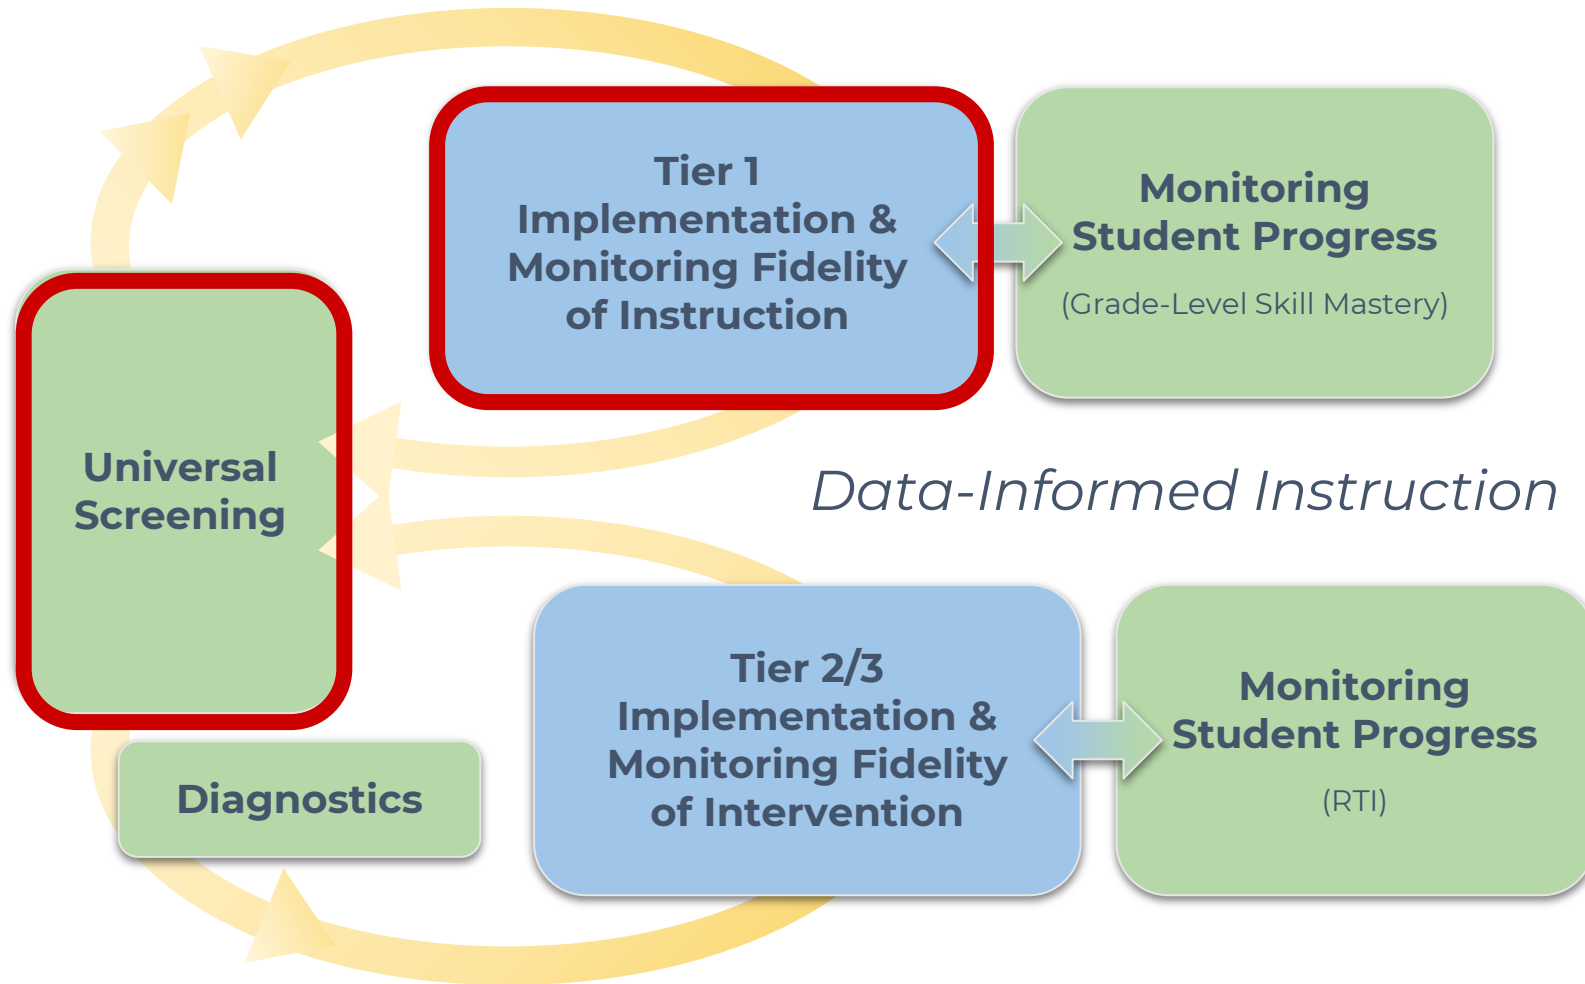 Tier 1
Implementation &
Monitoring Fidelity
of Instruction
Monitoring
Student Progress
(Grade-Level Skill Mastery)
Universal
Screening
Data-Informed Instruction
Tier 2/3
Implementation &
Monitoring Fidelity
of Intervention
Monitoring
Student Progress
(RTI)
Diagnostics